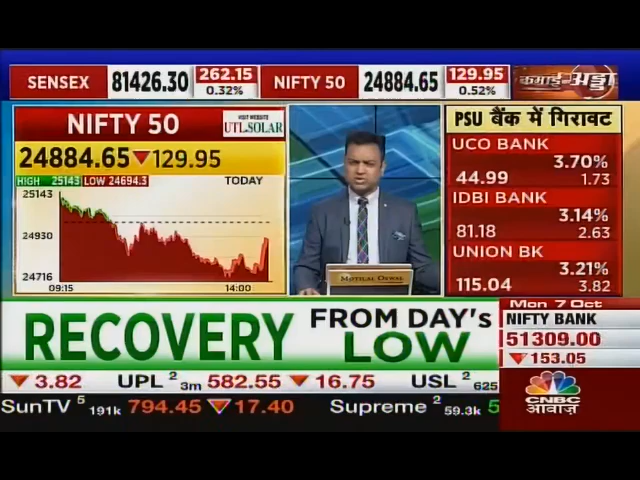 SENSEX 81426.30 262.15 0.32% NIFTY 50 24884.65 129.95 0.52% कमाई का अड्डा
NIFTY 50
VISIT WEBSITE
UTL.SOLAR
24884.65 ▼129.95
HIGH 25143 LOW 24694.3 TODAY
25143
24930
24716
09:15 14:00
MOTILAL OSWAL
PSU बैंक में गिरावट
UCO BANK
3.70%
44.99 1.73
IDBI BANK
3.14%
81.18 2.63
UNION BK
3.21%
115.04 3.82
RECOVERY FROM DAY's LOW
Mon 7 Oct
NIFTY BANK
51309.00
▼153.05
CNBC
आवाज़
▼ 3.82 UPL 2 3m 582.55 ▼ 16.75 USL 2 625
SunTV 5 191k 794.45 ▼ 17.40 Supreme 2 59.3k 5